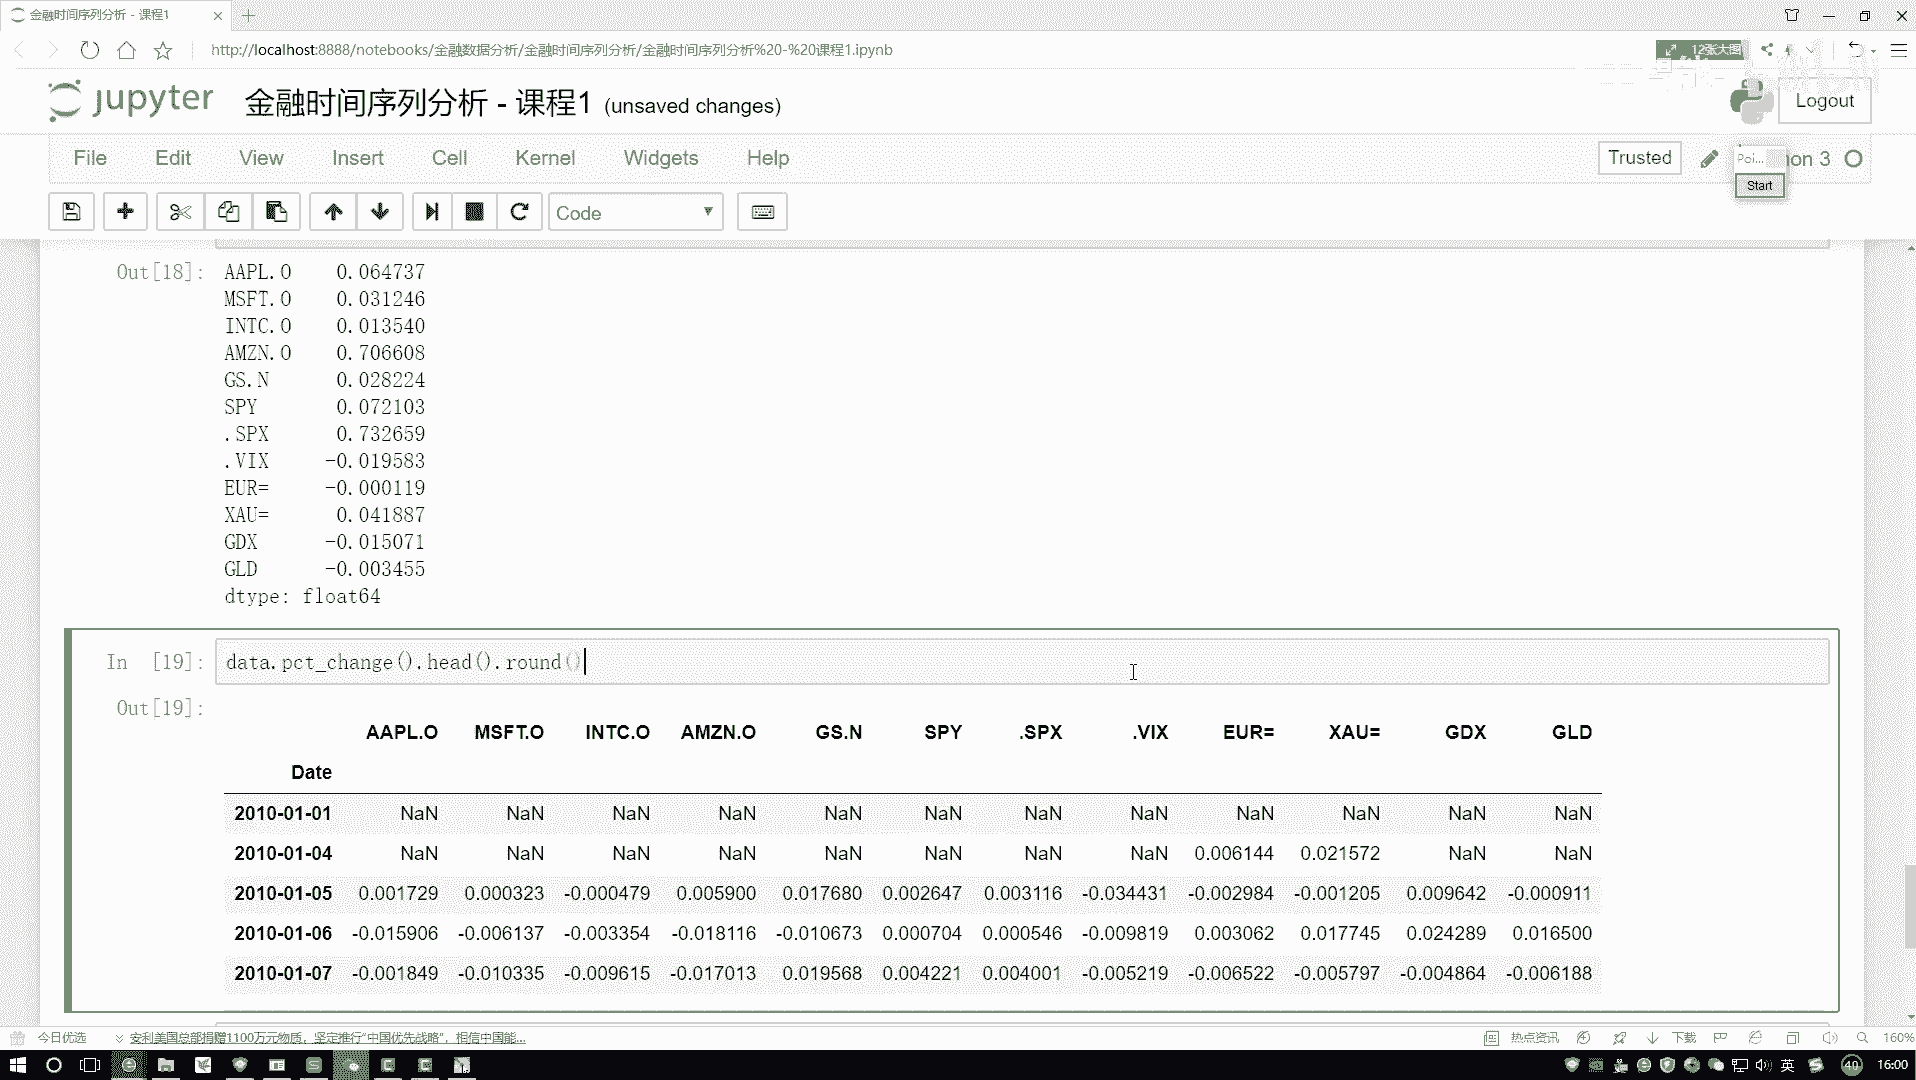 金融时间序列分析 - 课程1
http://localhost:8888/notebooks/金融数据分析/金融时间序列分析/金融时间序列分析%20-%20课程1.ipynb
12张大图
jupyter 金融时间序列分析 - 课程1 (unsaved changes)
Logout
File Edit View Insert Cell Kernel Widgets Help
Trusted
Poi... on 3
Start
Code
Out[18]: AAPL.O 0.064737
MSFT.O 0.031246
INTC.O 0.013540
AMZN.O 0.706608
GS.N 0.028224
SPY 0.072103
.SPX 0.732659
.VIX -0.019583
EUR= -0.000119
XAU= 0.041887
GDX -0.015071
GLD -0.003455
dtype: float64
In [19]: data.pct_change().head().round()
Out[19]:
AAPL.O MSFT.O INTC.O AMZN.O GS.N SPY .SPX .VIX EUR= XAU= GDX GLD
Date
2010-01-01 NaN NaN NaN NaN NaN NaN NaN NaN NaN NaN NaN NaN
2010-01-04 NaN NaN NaN NaN NaN NaN NaN NaN 0.006144 0.021572 NaN NaN
2010-01-05 0.001729 0.000323 -0.000479 0.005900 0.017680 0.002647 0.003116 -0.034431 -0.002984 -0.001205 0.009642 -0.000911
2010-01-06 -0.015906 -0.006137 -0.003354 -0.018116 -0.010673 0.000704 0.000546 -0.009819 0.003062 0.017745 0.024289 0.016500
2010-01-07 -0.001849 -0.010335 -0.009615 -0.017013 0.019568 0.004221 0.004001 -0.005219 -0.006522 -0.005797 -0.004864 -0.006188
今日优选 安利美国总部捐赠1100万元物质，坚定推行“中国优先战略”，相信中国能... 热点资讯 下载 160%
英 40 16:00